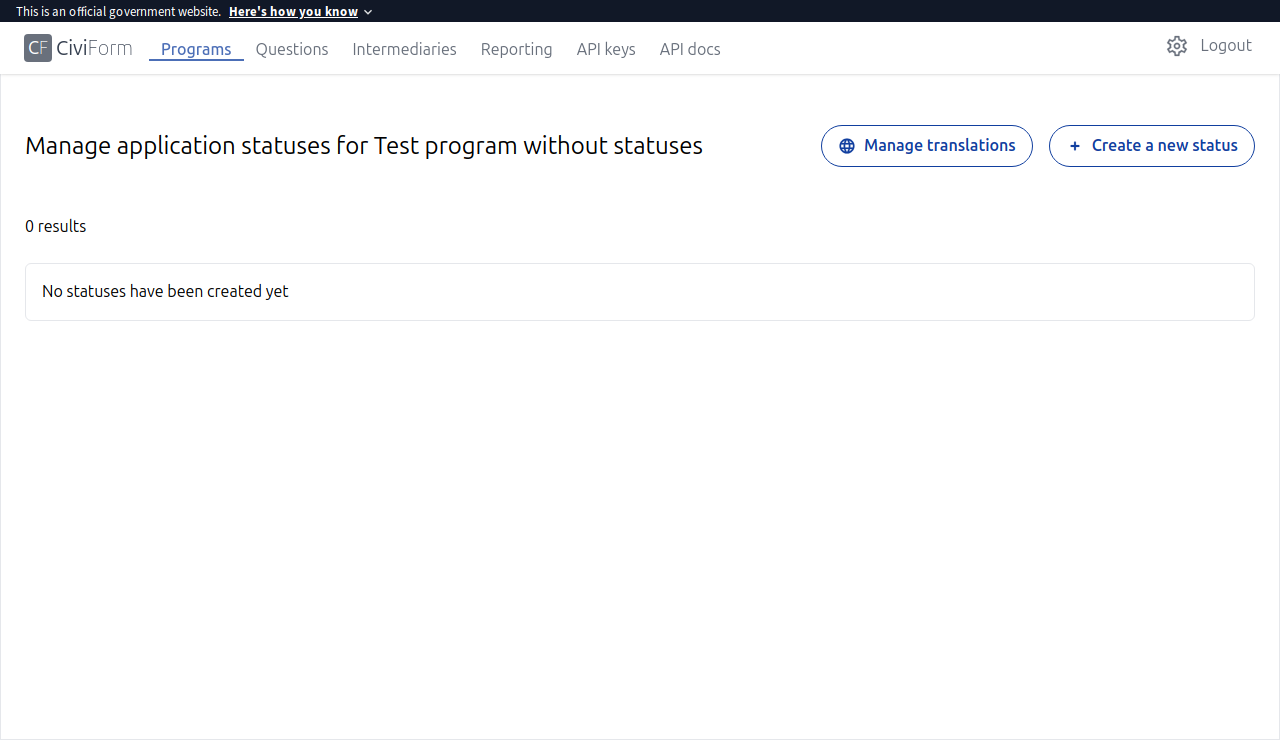 This is an official government website. Here's how you know
CF CiviForm Programs Questions Intermediaries Reporting API keys API docs Logout
Manage application statuses for Test program without statuses Manage translations + Create a new status
0 results
No statuses have been created yet